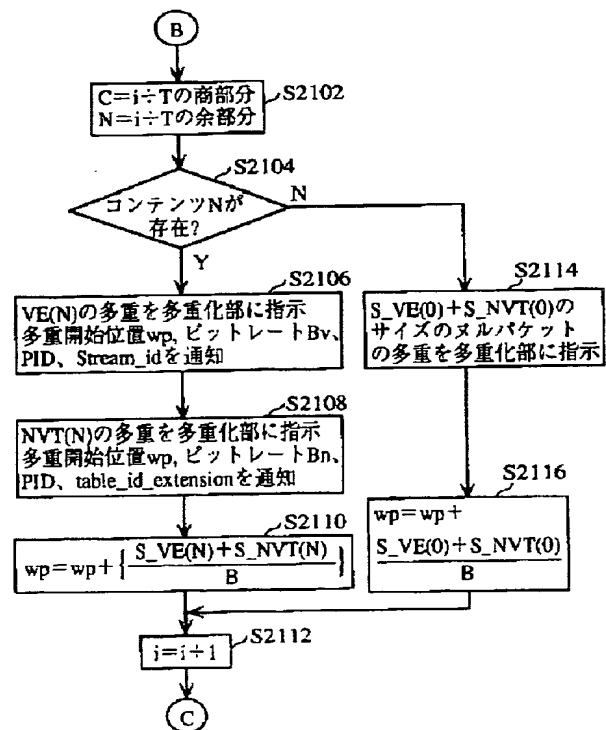 B
C=i÷Tの商部分
N=i÷Tの余部分
S2102
S2104
コンテンツNが
存在?
N
Y
S2106
VE(N)の多重を多重化部に指示
多重開始位置wp, ビットレートBv、
PID、Stream_idを通知
S2108
NVT(N)の多重を多重化部に指示
多重開始位置wp, ビットレートBn、
PID、table_id_extensionを通知
S2110
wp=wp+{
S_VE(N)+S_NVT(N)
B
}
S2114
S_VE(0)+S_NVT(0)の
サイズのヌルパケット
の多重を多重化部に指示
S2116
wp=wp+
S_VE(0)+S_NVT(0)
B
S2112
i=i+1
C